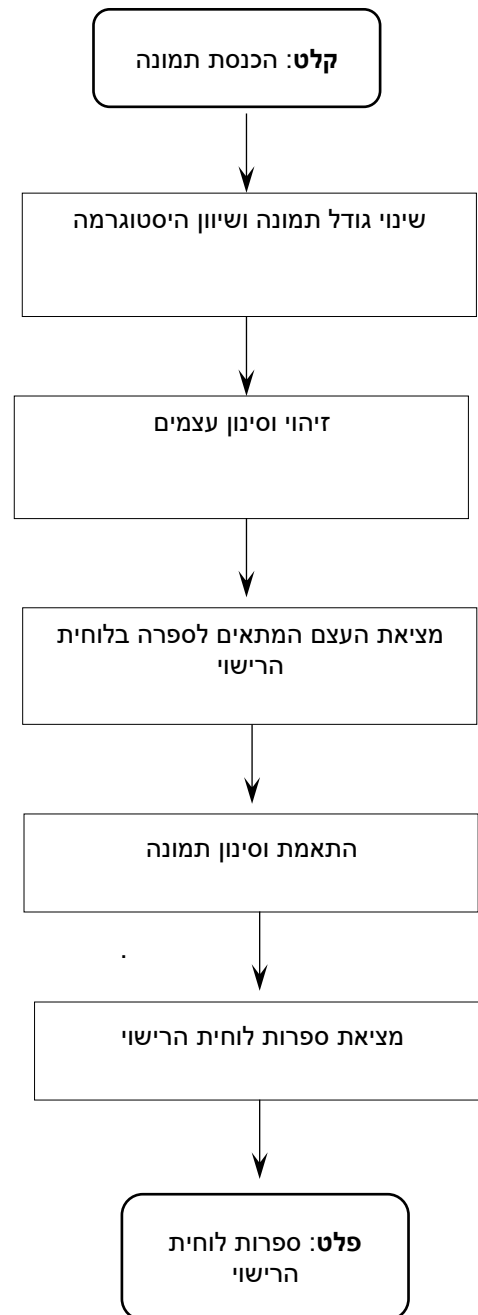 קלט: הכנסת תמונה
שינוי גודל תמונה ושיוון היסטוגרמה
זיהוי וסינון עצמים
מציאת העצם המתאים לספרה בלוחית
הרישוי
התאמת וסינון תמונה
.
מציאת ספרות לוחית הרישוי
פלט: ספרות לוחית
הרישוי